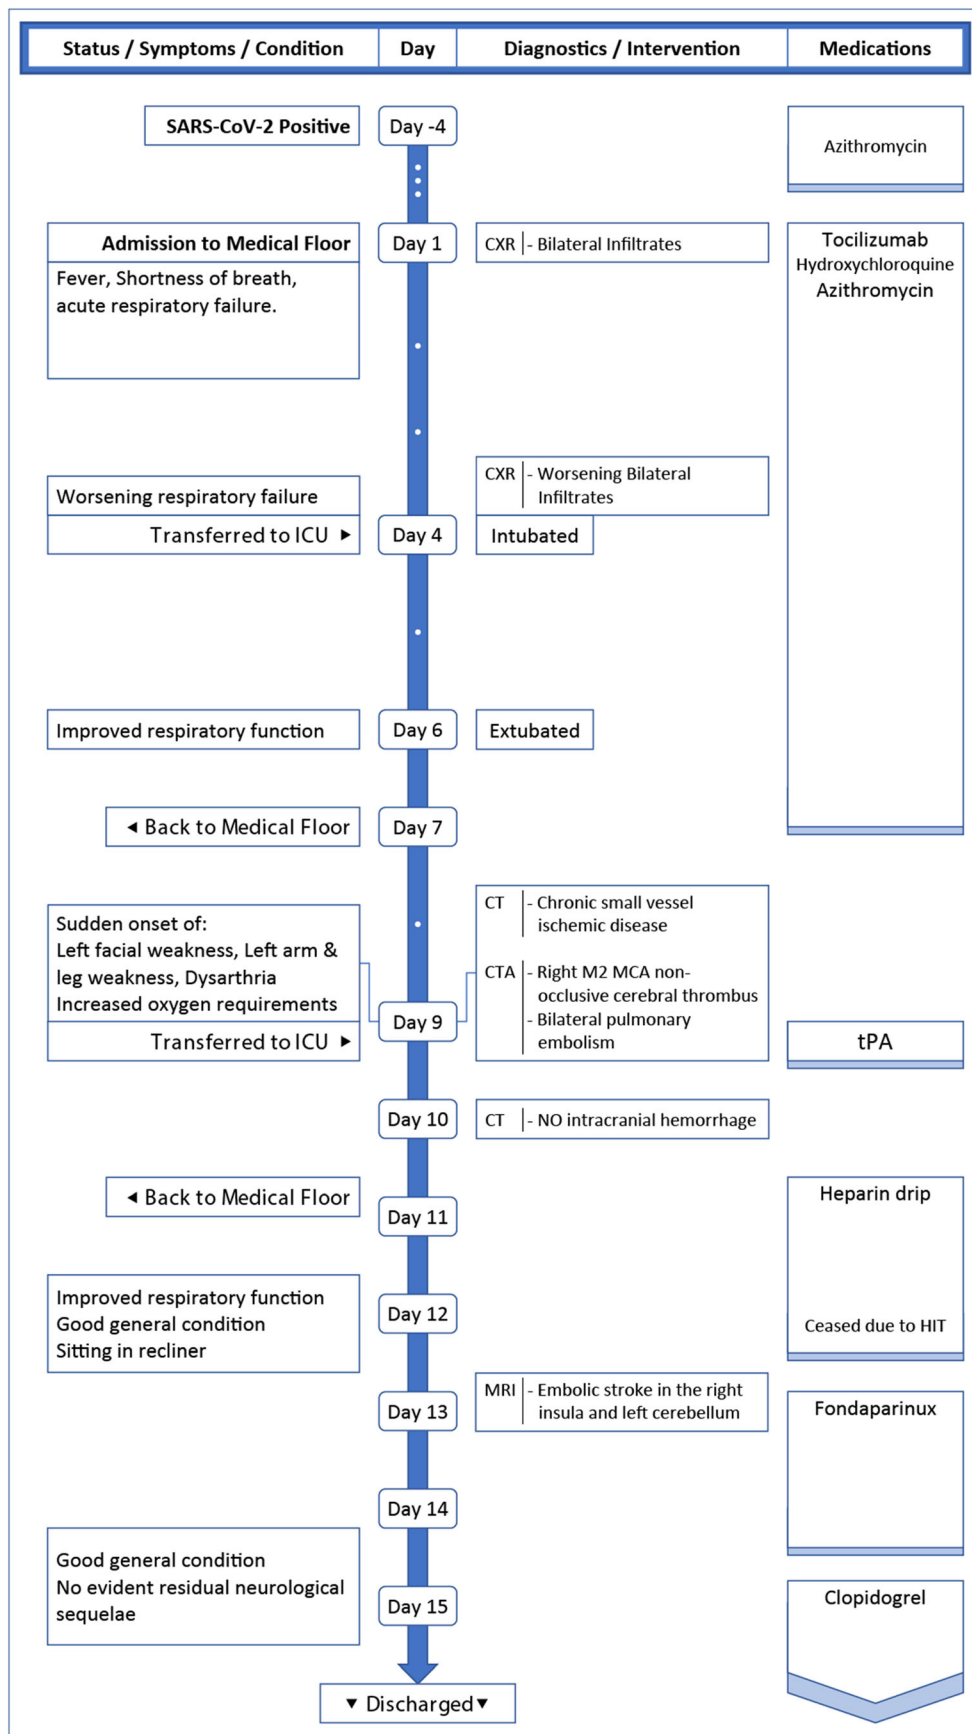 Status / Symptoms / Condition
Day
Diagnostics / Intervention
Medications
SARS-CoV-2 Positive
Day -4
Azithromycin
Admission to Medical Floor
Day 1
CXR - Bilateral Infiltrates
Tocilizumab
Hydroxychloroquine
Azithromycin
Fever, Shortness of breath,
acute respiratory failure.
Worsening respiratory failure
CXR - Worsening Bilateral
Infiltrates
Transferred to ICU ►
Day 4
Intubated
Improved respiratory function
Day 6
Extubated
◄ Back to Medical Floor
Day 7
Sudden onset of:
Left facial weakness, Left arm &
leg weakness, Dysarthria
Increased oxygen requirements
Transferred to ICU ►
Day 9
CT - Chronic small vessel
ischemic disease
CTA - Right M2 MCA non-
occlusive cerebral thrombus
- Bilateral pulmonary
embolism
tPA
Day 10
CT - NO intracranial hemorrhage
◄ Back to Medical Floor
Day 11
Heparin drip
Improved respiratory function
Good general condition
Sitting in recliner
Day 12
Ceased due to HIT
Day 13
MRI - Embolic stroke in the right
insula and left cerebellum
Fondaparinux
Day 14
Good general condition
No evident residual neurological
sequelae
Day 15
Clopidogrel
▼ Discharged ▼